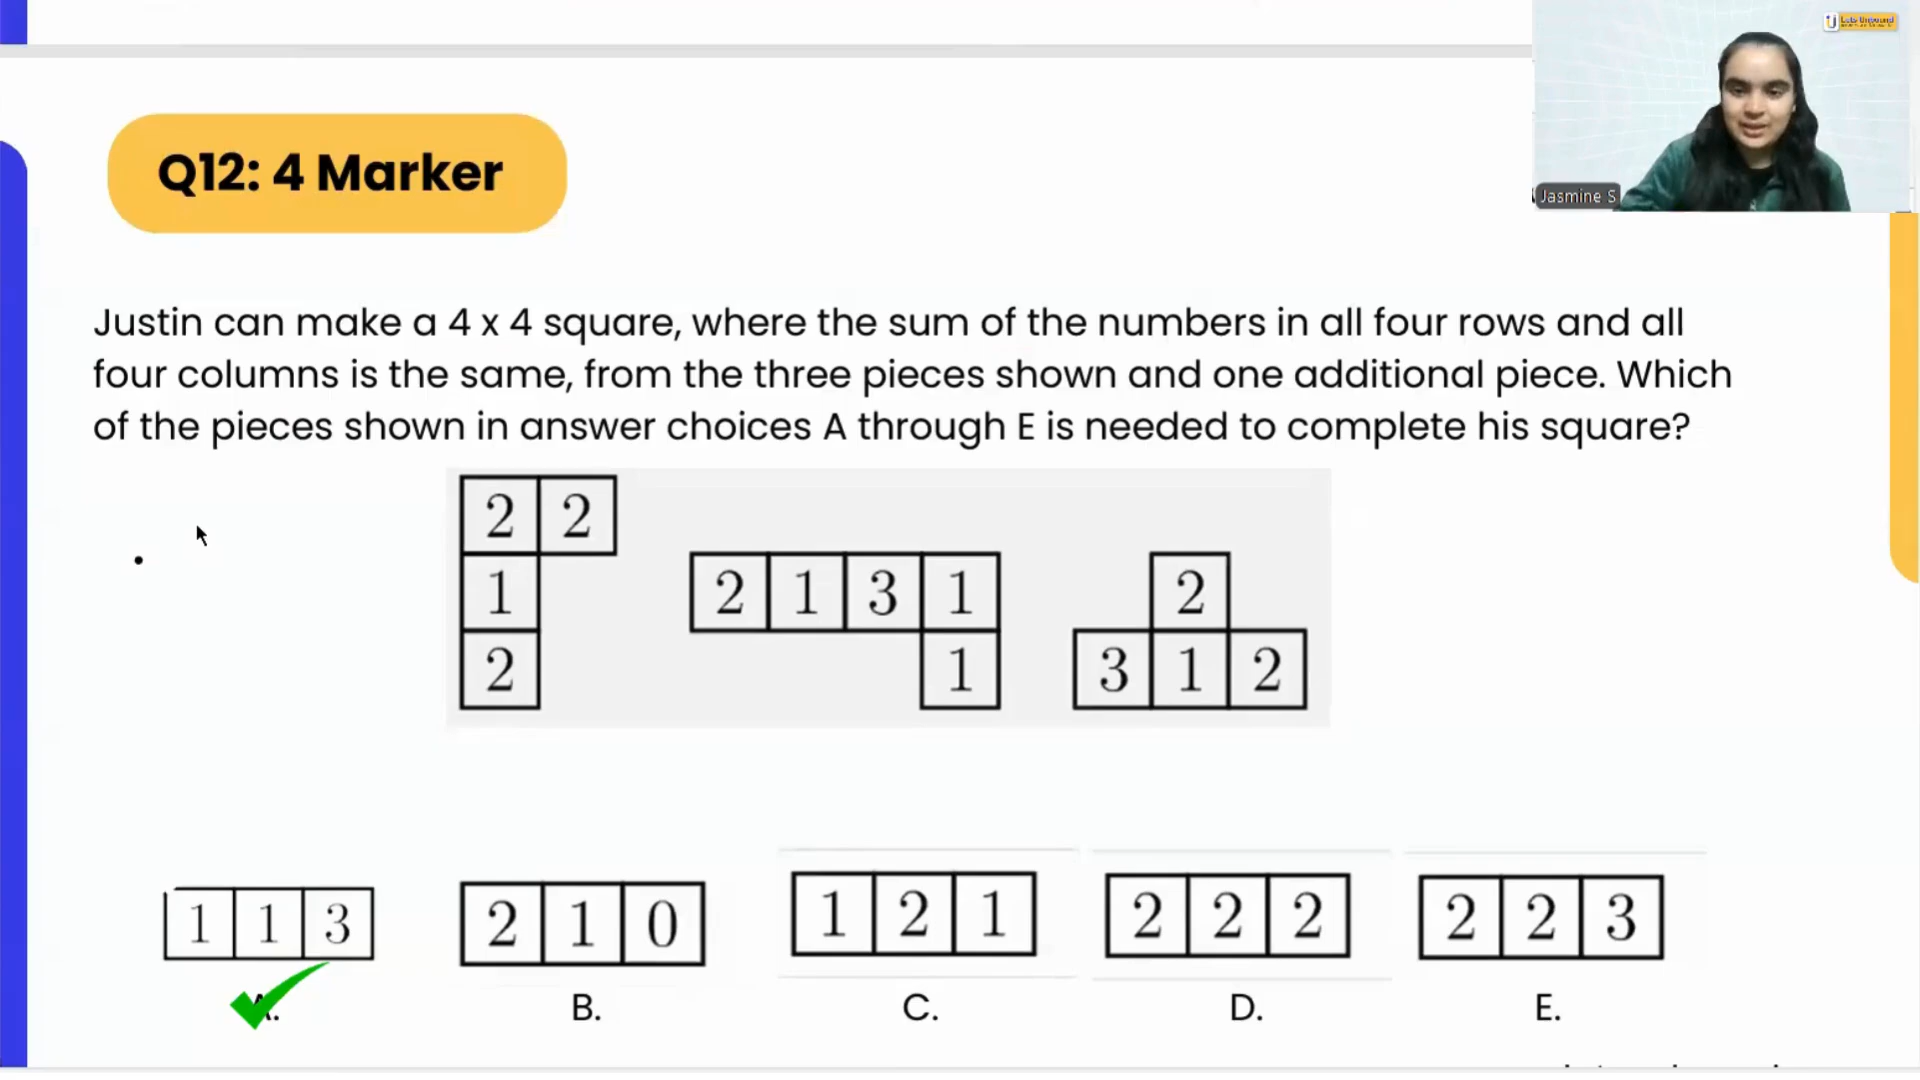 Lets Unbound
Q12: 4 Marker
Jasmine S
Justin can make a 4 x 4 square, where the sum of the numbers in all four rows and all
four columns is the same, from the three pieces shown and one additional piece. Which
of the pieces shown in answer choices A through E is needed to complete his square?
2 2
1
2
2 1 3 1
1
2
3 1 2
1 1 3
2 1 0
1 2 1
2 2 2
2 2 3
A.
B.
C.
D.
E.